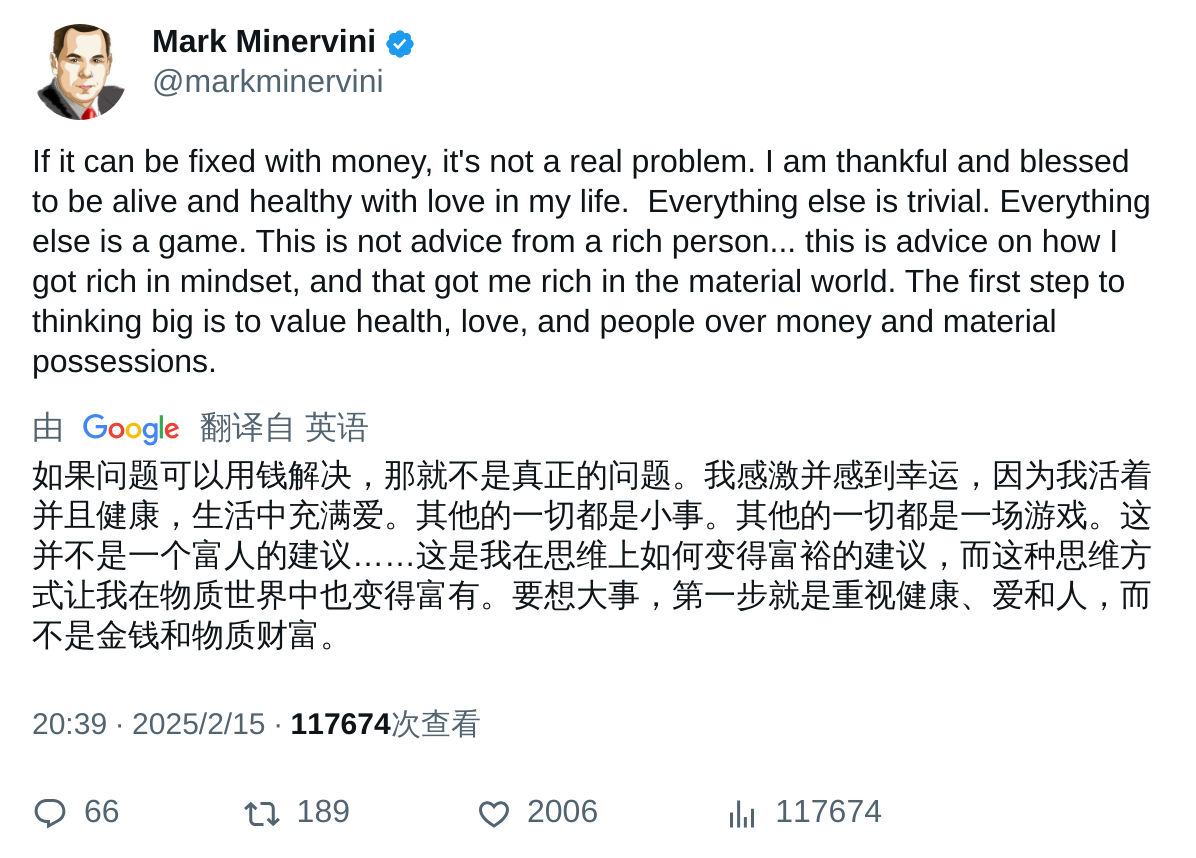 Mark Minervini
@markminervini
If it can be fixed with money, it's not a real problem. I am thankful and blessed
to be alive and healthy with love in my life.  Everything else is trivial. Everything
else is a game. This is not advice from a rich person... this is advice on how I
got rich in mindset, and that got me rich in the material world. The first step to
thinking big is to value health, love, and people over money and material
possessions.
由 Google 翻译自 英语
如果问题可以用钱解决，那就不是真正的问题。我感激并感到幸运，因为我活着
并且健康，生活中充满爱。其他的一切都是小事。其他的一切都是一场游戏。这
并不是一个富人的建议……这是我在思维上如何变得富裕的建议，而这种思维方
式让我在物质世界中也变得富有。要想大事，第一步就是重视健康、爱和人，而
不是金钱和物质财富。
20:39 · 2025/2/15 · 117674次查看
66 189 2006 117674